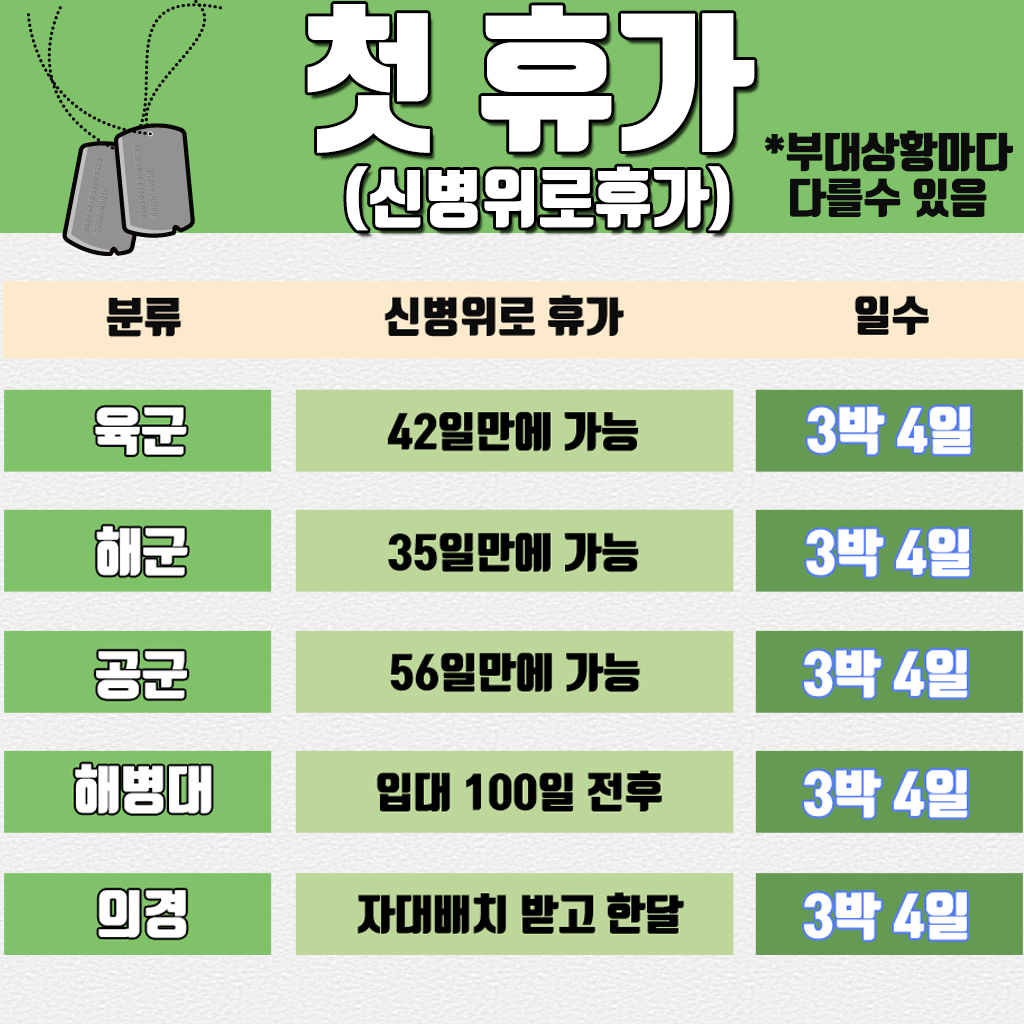 첫 휴가
(신병위로휴가)
*부대상황마다
다를수 있음
분류 신병위로 휴가 일수
육군 42일만에 가능 3박 4일
해군 35일만에 가능 3박 4일
공군 56일만에 가능 3박 4일
해병대 입대 100일 전후 3박 4일
의경 자대배치 받고 한달 3박 4일